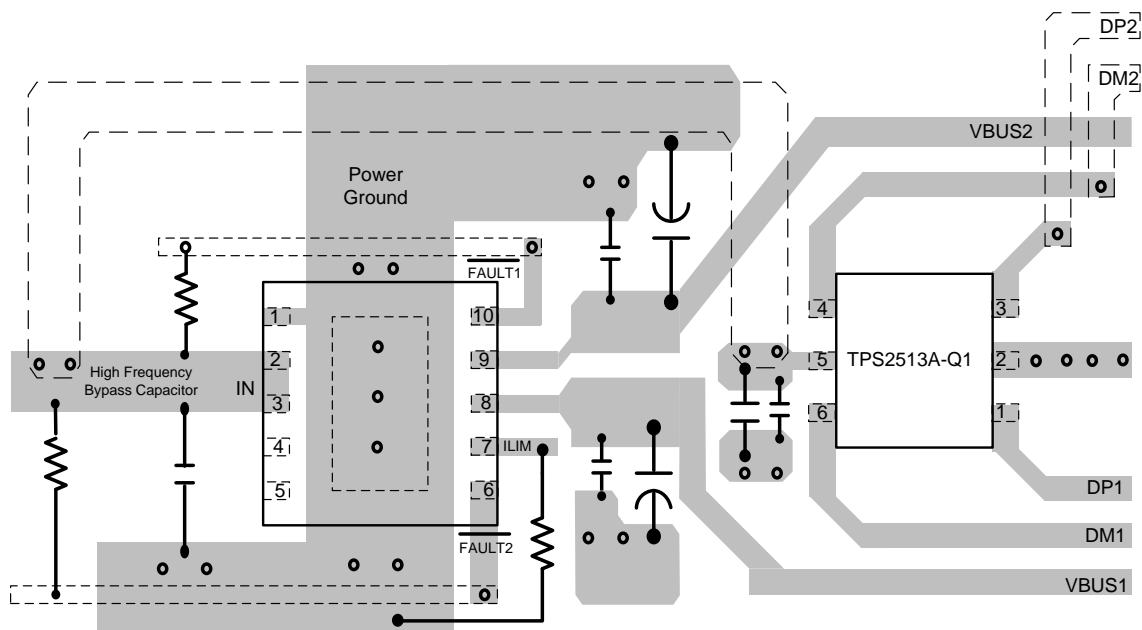 DP2
DM2
VBUS2
Power
Ground
FAULT1
1
10
4
3
2
9
5
TPS2513A-Q1
2
High Frequency
Bypass Capacitor
IN
3
8
6
1
4
7
ILIM
5
6
DP1
FAULT2
DM1
VBUS1